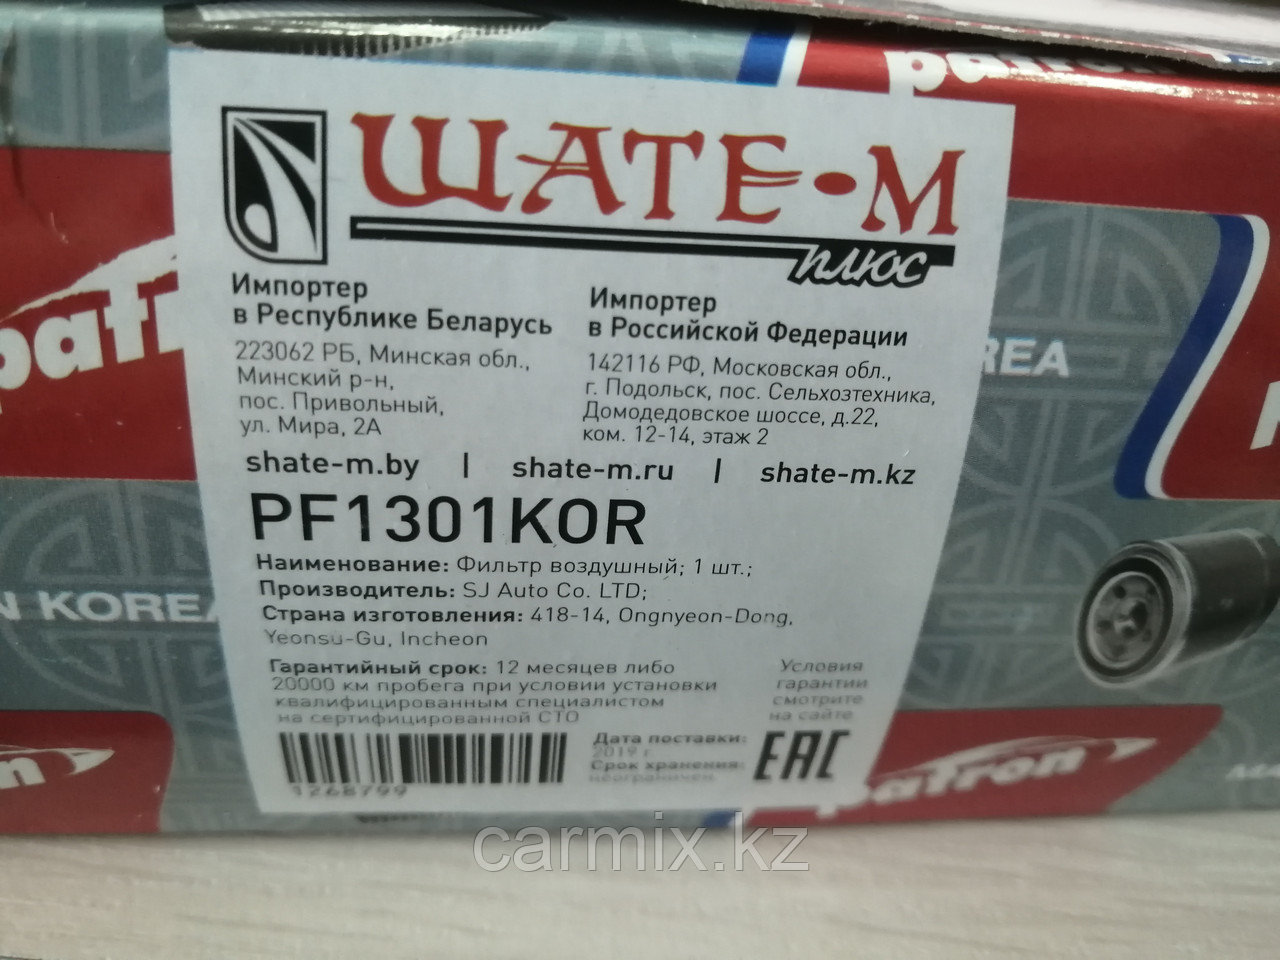 patron
ШАТЕ-М
плюс
Импортер
в Республике Беларусь
223062 РБ, Минская обл.,
Минский р-н,
пос. Привольный,
ул. Мира, 2А
Импортер
в Российской Федерации
142116 РФ, Московская обл.,
г. Подольск, пос. Сельхозтехника,
Домодедовское шоссе, д.22,
ком. 12-14, этаж 2
shate-m.by | shate-m.ru | shate-m.kz
PF1301KOR
Наименование: Фильтр воздушный; 1 шт.;
Производитель: SJ Auto Co. LTD;
Страна изготовления: 418-14, Ongnyeon-Dong,
Yeonsu-Gu, Incheon
Гарантийный срок: 12 месяцев либо
20000 км пробега при условии установки
квалифицированным специалистом
на сертифицированной СТО
Условия
гарантии
смотрите
на сайте
Дата поставки:
2019 г.
Срок хранения:
неограничен
EAC
1268799
patr
REA
N KOREA
n
patron
carmix.kz